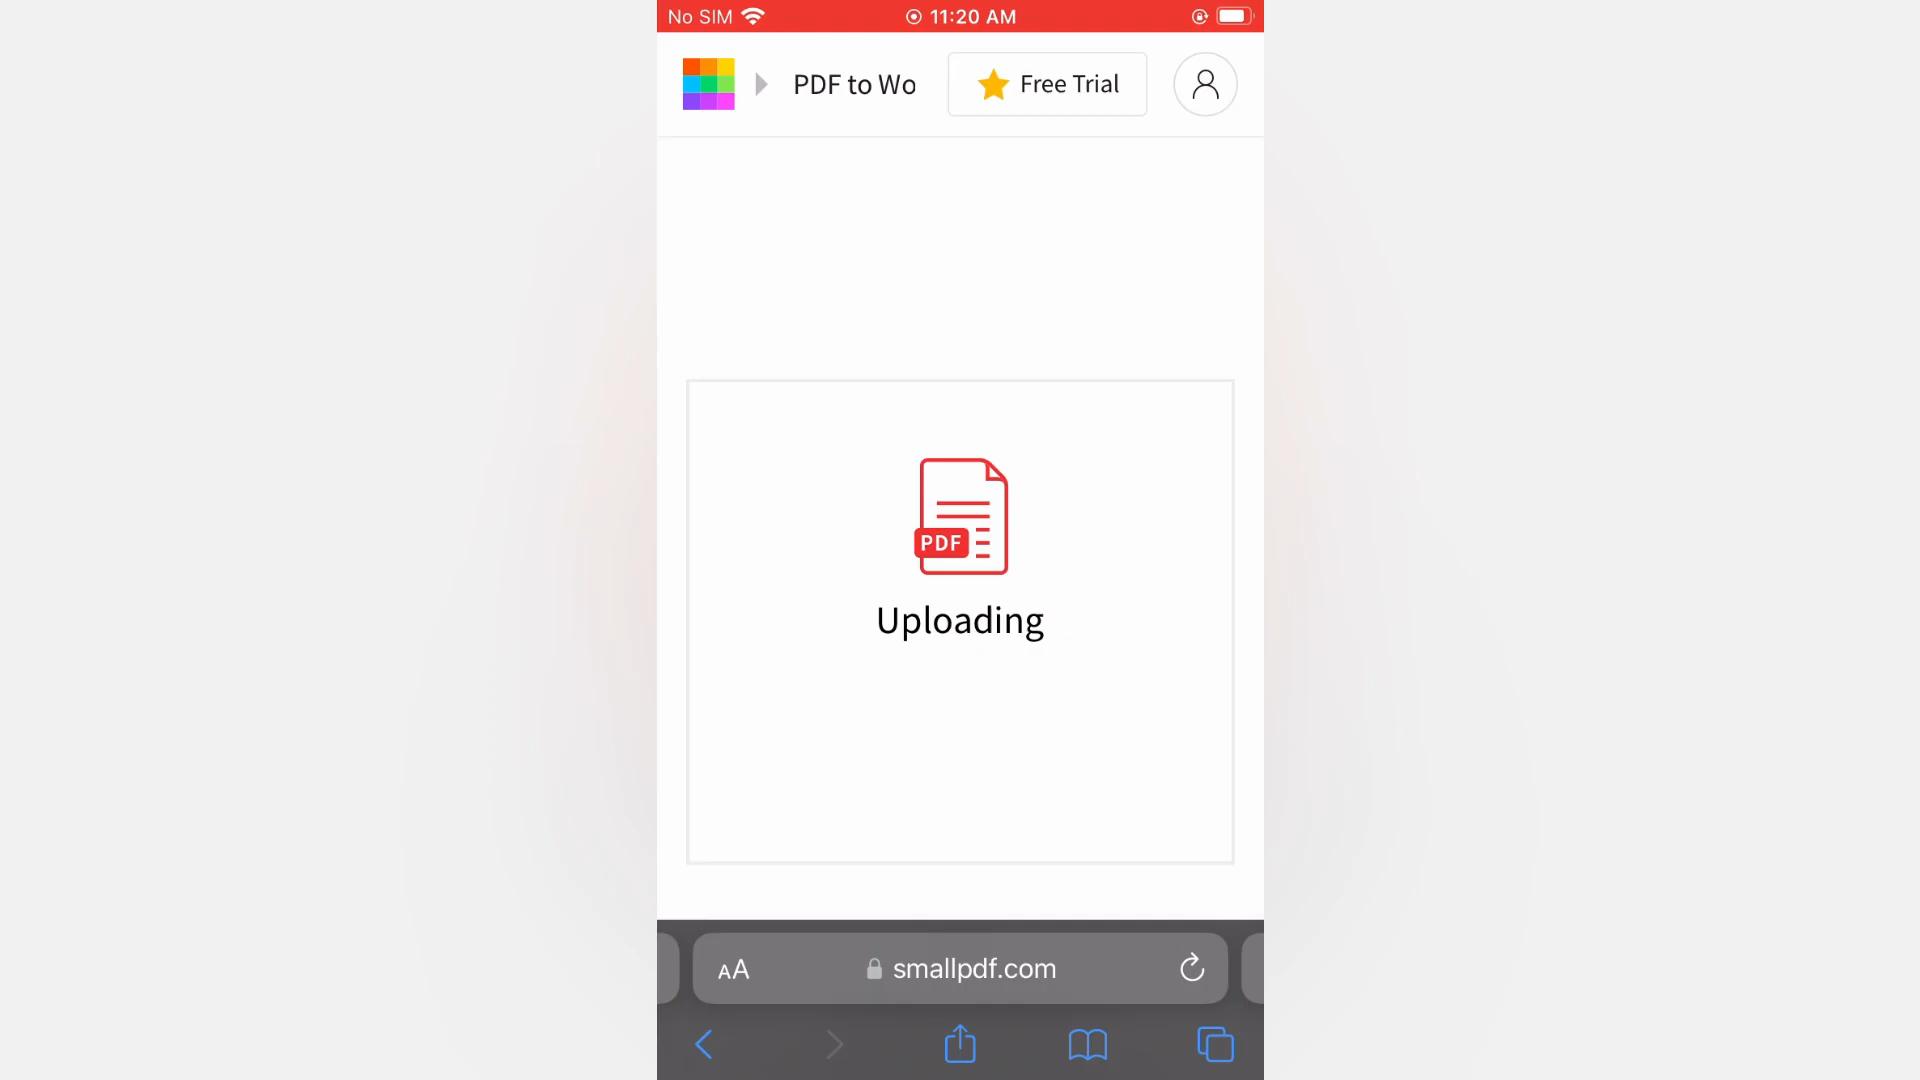 No SIM 11:20 AM
PDF to Wo Free Trial
PDF
Uploading
AA smallpdf.com